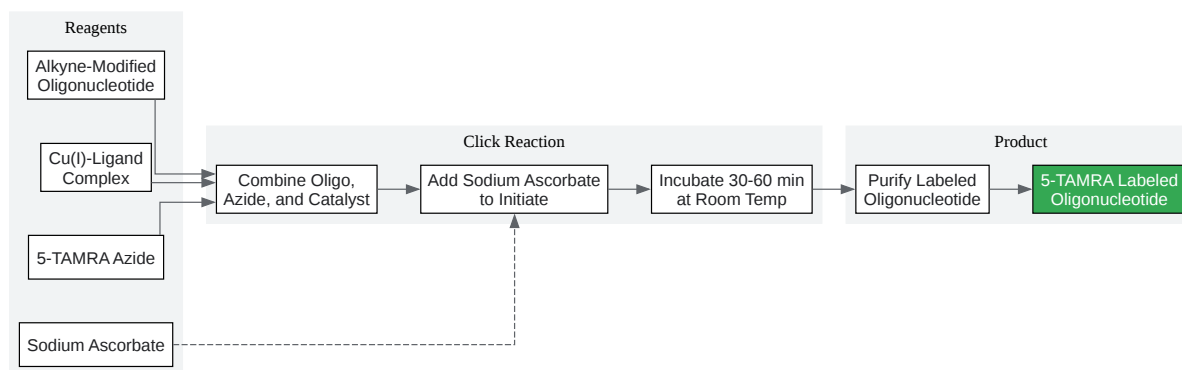 Reagents
Alkyne-Modified
Oligonucleotide
Cu(I)-Ligand
Complex
5-TAMRA Azide
Sodium Ascorbate
Click Reaction
Combine Oligo,
Azide, and Catalyst
Add Sodium Ascorbate
to Initiate
Incubate 30-60 min
at Room Temp
Product
Purify Labeled
Oligonucleotide
5-TAMRA Labeled
Oligonucleotide